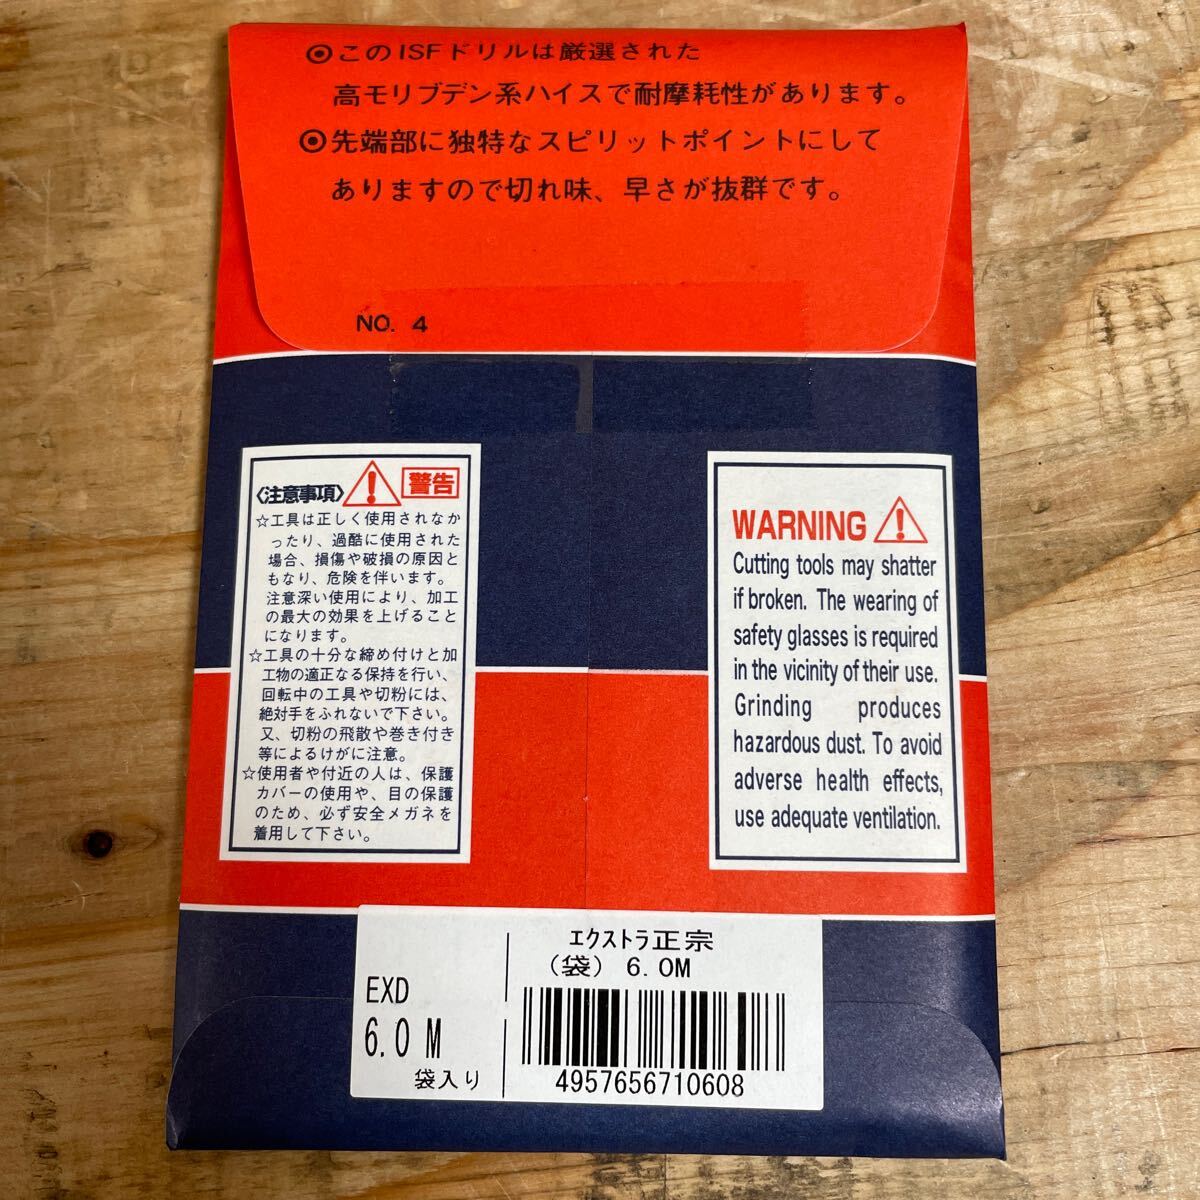 ◎このISFドリルは厳選された
高モリブデン系ハイスで耐摩耗性があります。
◎先端部に独特なスピリットポイントにして
ありますので切れ味、早さが抜群です。
NO. 4
〈注意事項〉 警告
☆工具は正しく使用されなか
ったり、過酷に使用された
場合、損傷や破損の原因と
もなり、危険を伴います。
注意深い使用により、加工
の最大の効果を上げること
になります。
☆工具の十分な締め付けと加
工物の適正なる保持を行い、
回転中の工具や切粉には、
絶対手をふれないで下さい。
又、切粉の飛散や巻き付き
等によるけがに注意。
☆使用者や付近の人は、保護
カバーの使用や、目の保護
のため、必ず安全メガネを
着用して下さい。
WARNING
Cutting tools may shatter
if broken. The wearing of
safety glasses is required
in the vicinity of their use.
Grinding produces
hazardous dust. To avoid
adverse health effects,
use adequate ventilation.
EXD
6.0 M
袋入り
エクストラ正宗
（袋） 6.0M
4957656710608